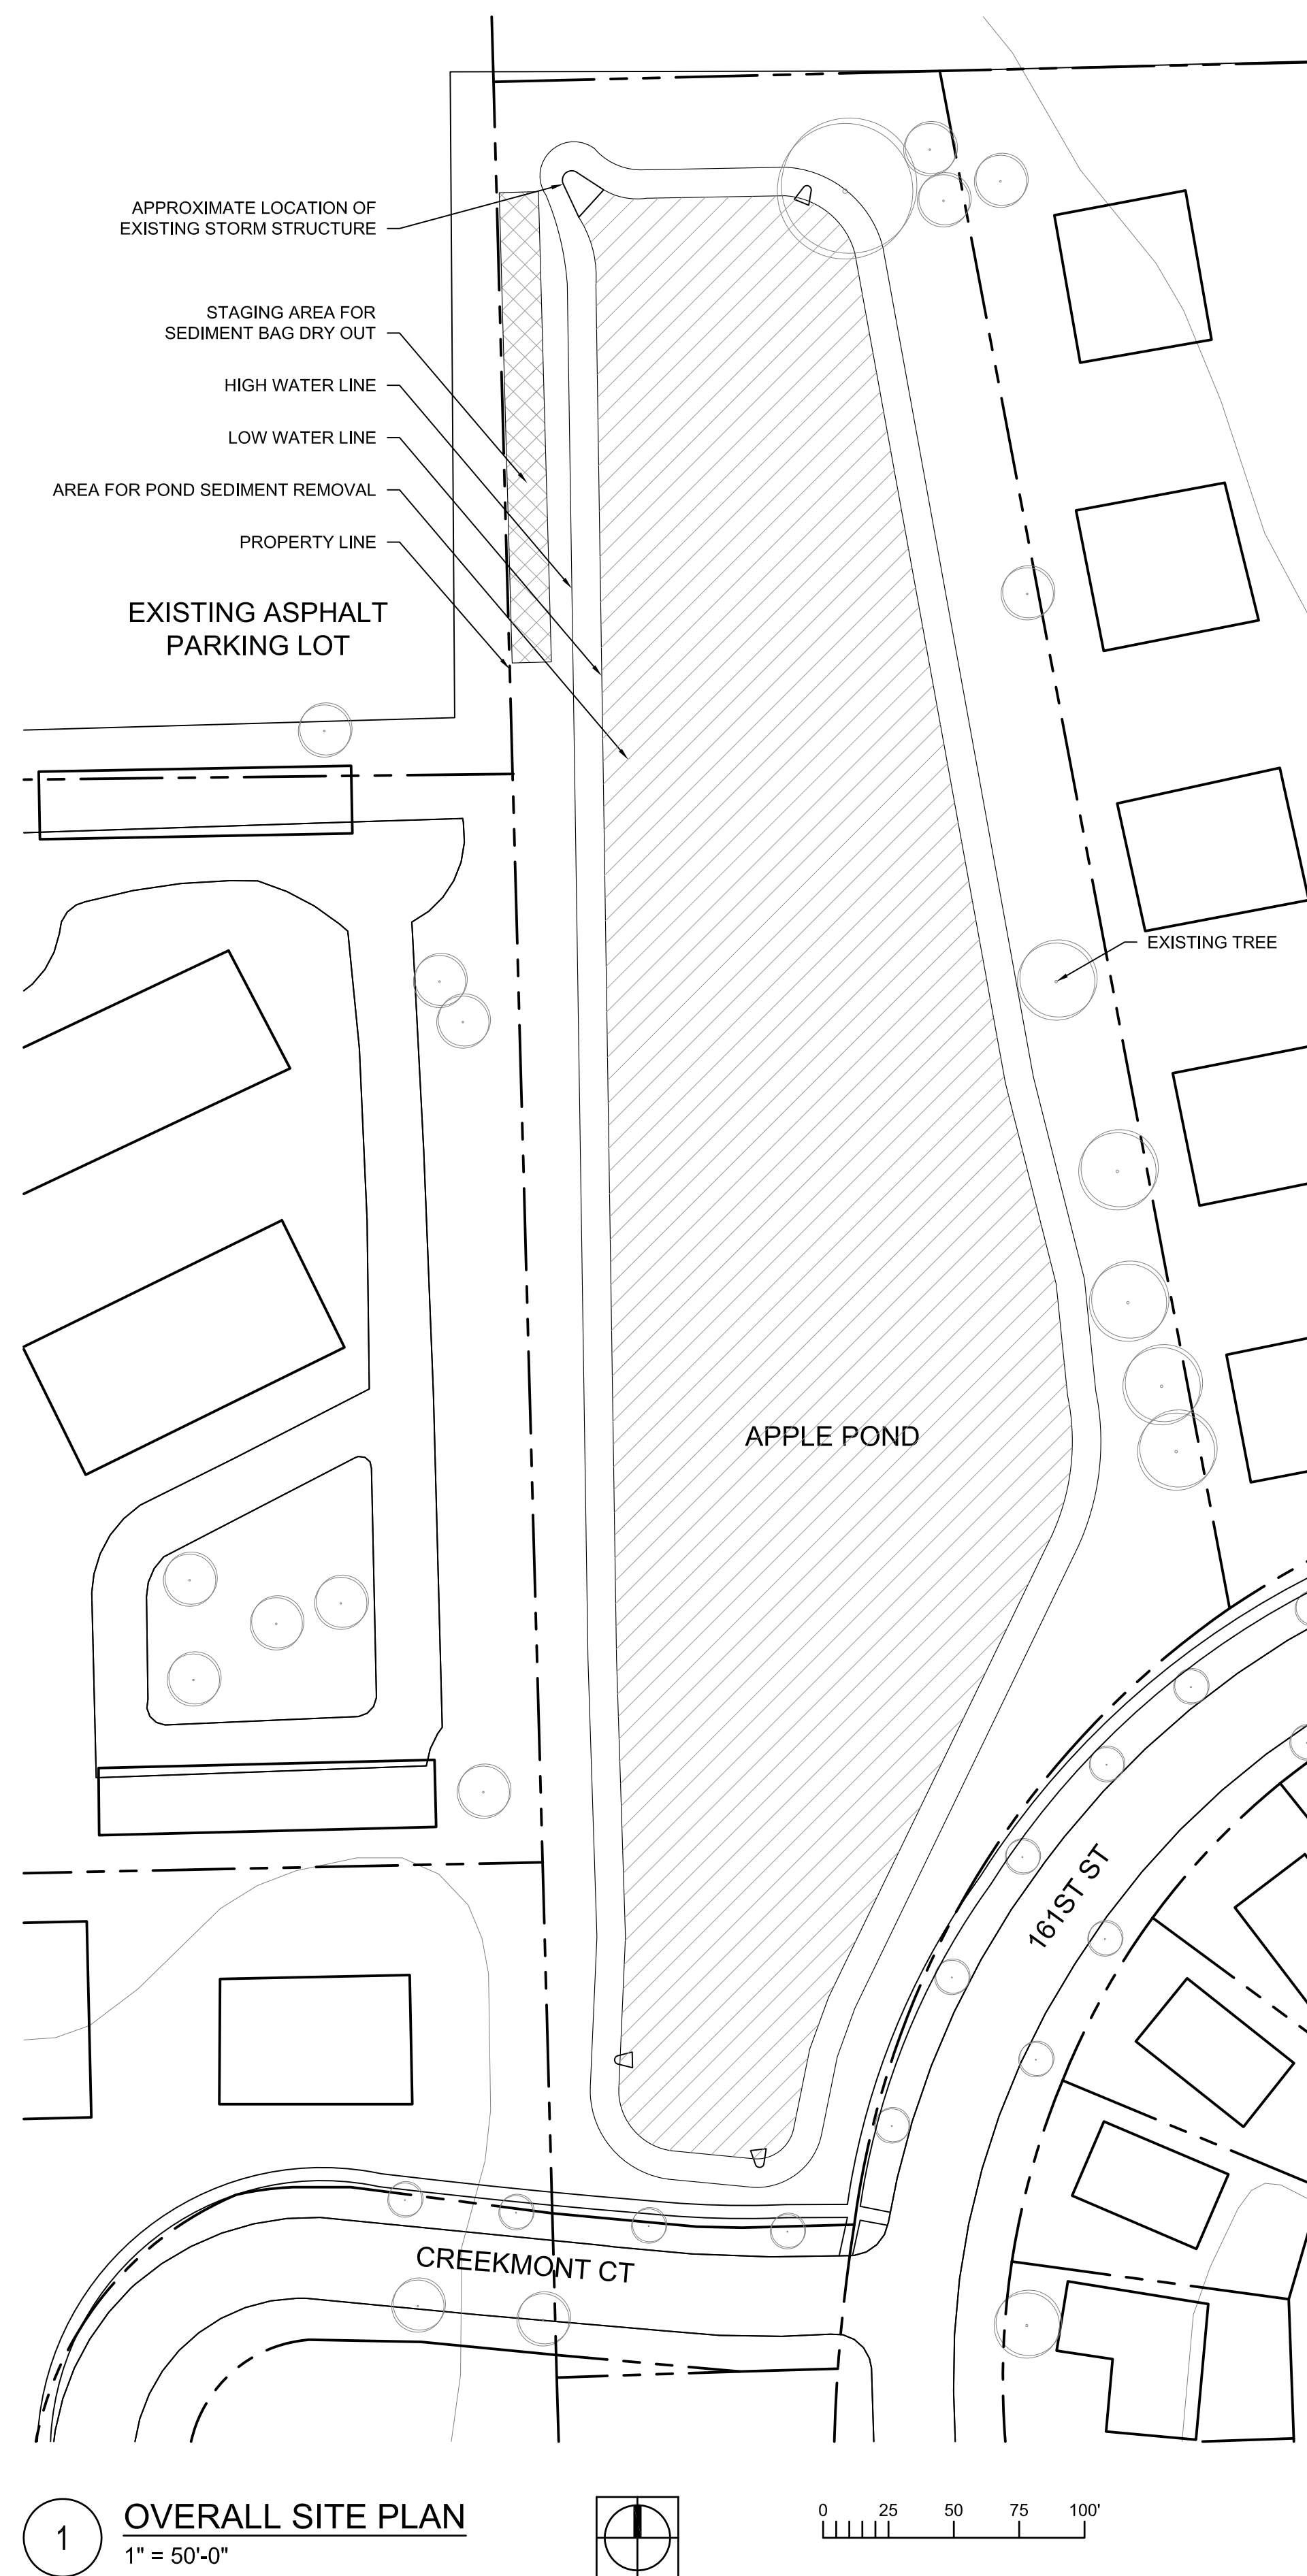 APPROXIMATE LOCATION OF
EXISTING STORM STRUCTURE
STAGING AREA FOR
SEDIMENT BAG DRY OUT
HIGH WATER LINE
LOW WATER LINE
AREA FOR POND SEDIMENT REMOVAL
PROPERTY LINE
EXISTING ASPHALT
PARKING LOT
EXISTING TREE
APPLE POND
161ST ST
CREEKMONT CT
1
OVERALL SITE PLAN
1" = 50'-0"
0 25 50 75 100'